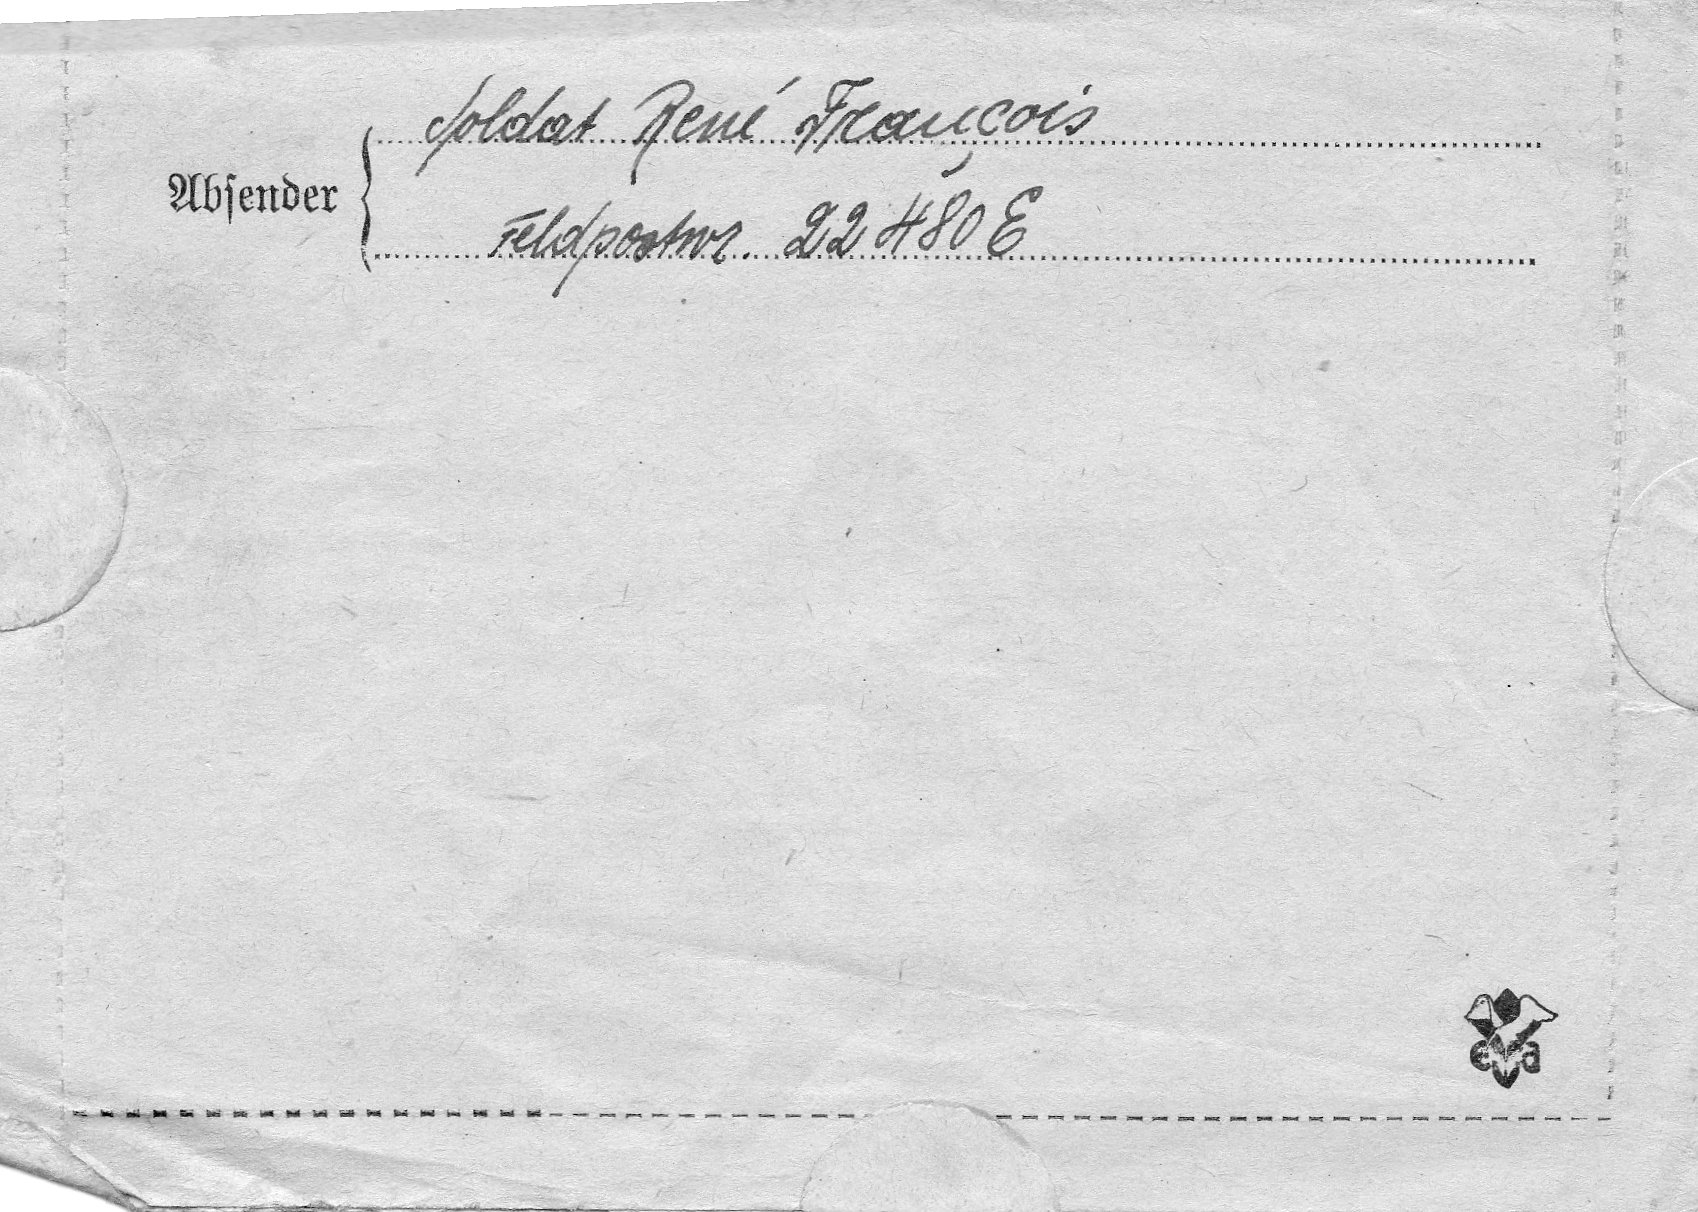 Soldat René François
Absender
Feldpostnr. 22480E
eva